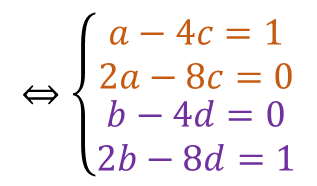 a − 4c = 1
2a − 8c = 0
⇔ { b − 4d = 0
2b − 8d = 1